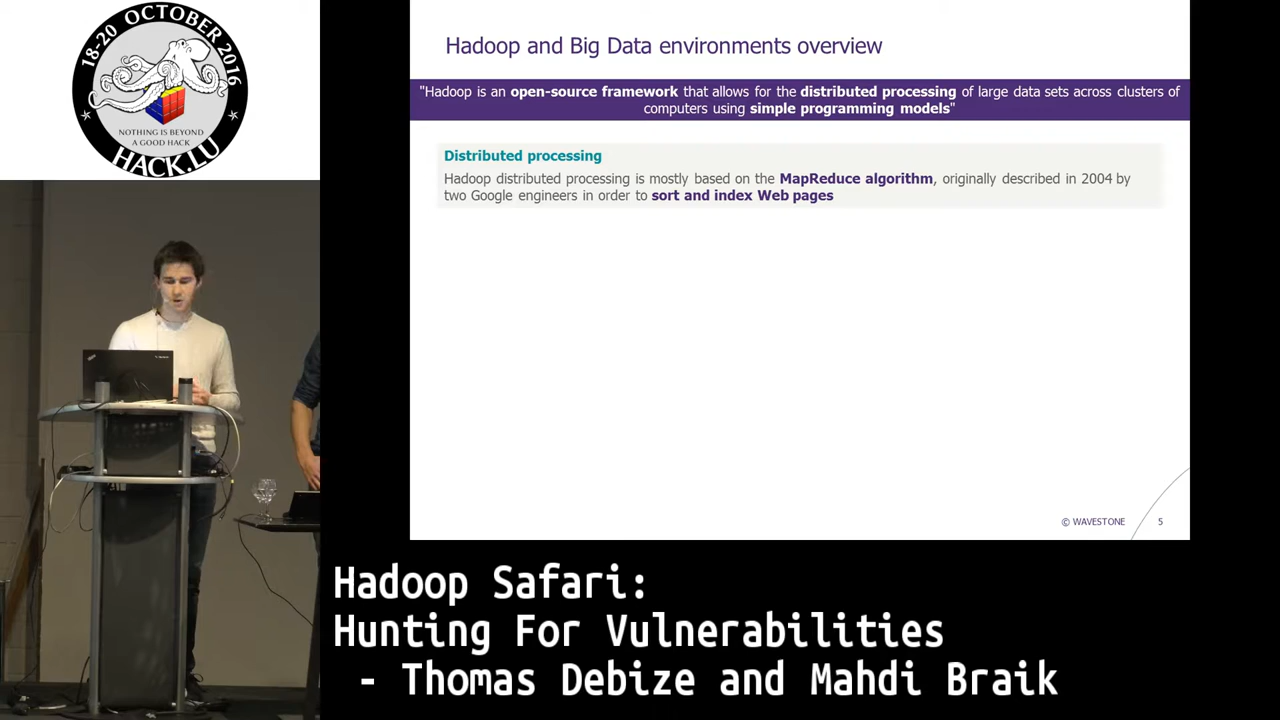 18-20 OCTOBER 2016
NOTHING IS BEYOND
A GOOD HACK
HACK.LU
Hadoop and Big Data environments overview
"Hadoop is an open-source framework that allows for the distributed processing of large data sets across clusters of
computers using simple programming models"
Distributed processing
Hadoop distributed processing is mostly based on the MapReduce algorithm, originally described in 2004 by
two Google engineers in order to sort and index Web pages
© WAVESTONE 5
Hadoop Safari:
Hunting For Vulnerabilities
- Thomas Debize and Mahdi Braik